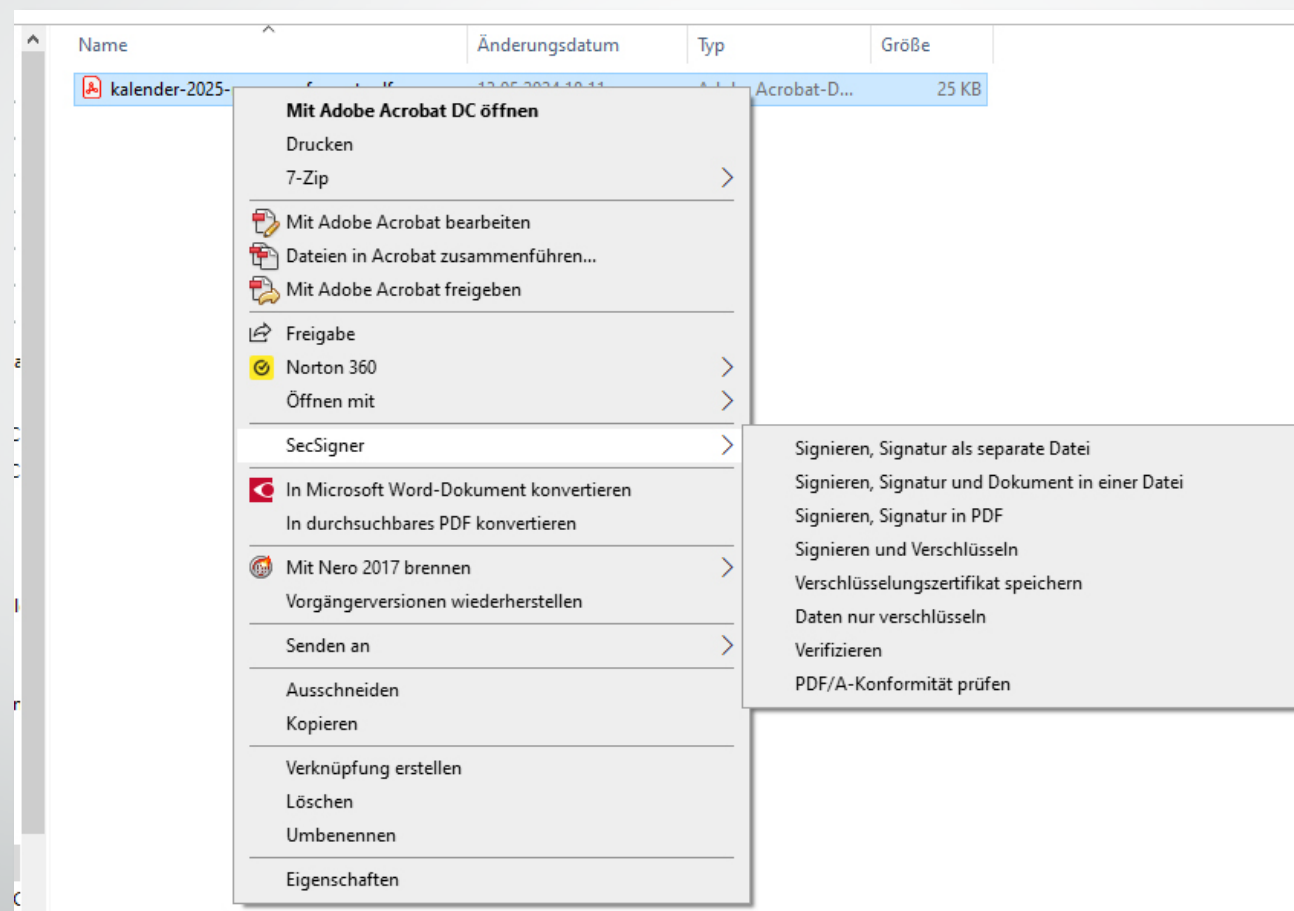 Name Änderungsdatum Typ Größe
kalender-2025- Acrobat-D... 25 KB
Mit Adobe Acrobat DC öffnen
Drucken
7-Zip
Mit Adobe Acrobat bearbeiten
Dateien in Acrobat zusammenführen...
Mit Adobe Acrobat freigeben
Freigabe
Norton 360
Öffnen mit
SecSigner
In Microsoft Word-Dokument konvertieren
In durchsuchbares PDF konvertieren
Mit Nero 2017 brennen
Vorgängerversionen wiederherstellen
Senden an
Ausschneiden
Kopieren
Verknüpfung erstellen
Löschen
Umbenennen
Eigenschaften
Signieren, Signatur als separate Datei
Signieren, Signatur und Dokument in einer Datei
Signieren, Signatur in PDF
Signieren und Verschlüsseln
Verschlüsselungszertifikat speichern
Daten nur verschlüsseln
Verifizieren
PDF/A-Konformität prüfen